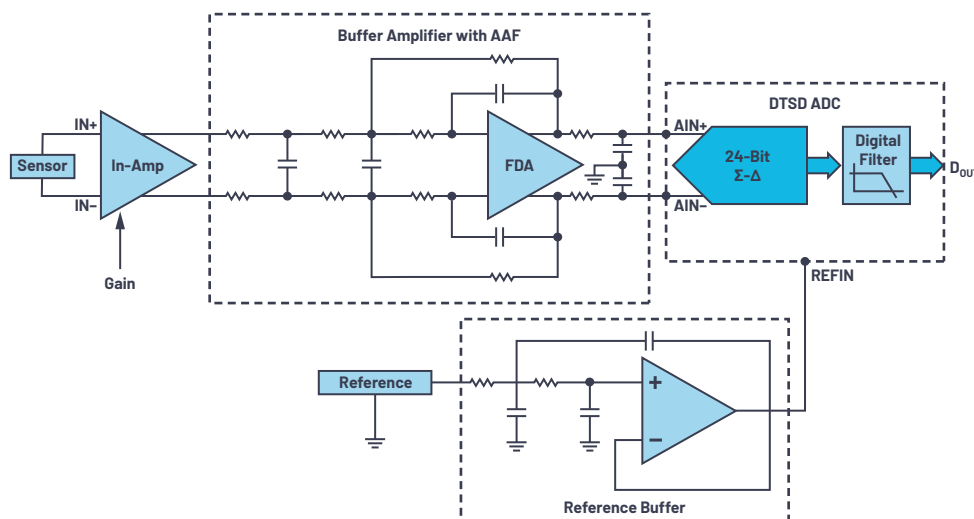 Buffer Amplifier with AAF
DTSD ADC
IN+
Sensor
In-Amp
IN−
Gain
FDA
AIN+
24-Bit
Σ-Δ
AIN−
Digital
Filter
DOUT
REFIN
Reference
+
−
Reference Buffer